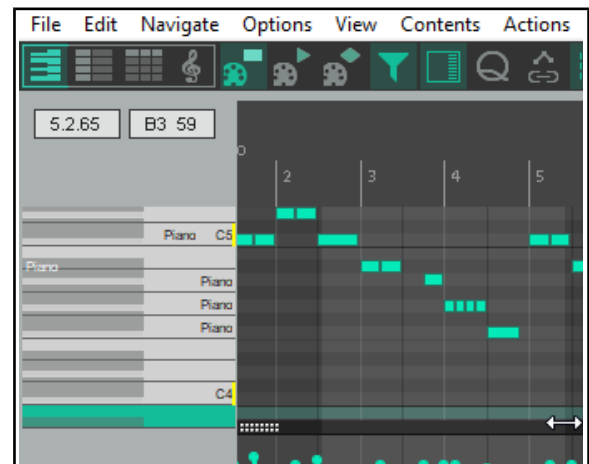 File Edit Navigate Options View Contents Actions
5.2.65 B3 59
2 3 4 5
Piano C5
Piano
Piano
Piano
Piano
C4